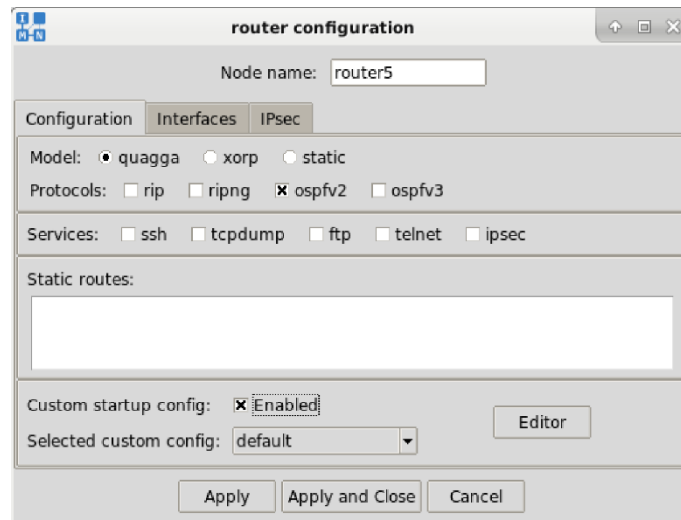 I
M-N
router configuration
Node name: router5
Configuration Interfaces IPsec
Model: quagga xorp static
Protocols: rip ripng ospfv2 ospfv3
Services: ssh tcpdump ftp telnet ipsec
Static routes:
Custom startup config: Enabled
Editor
Selected custom config: default
Apply Apply and Close Cancel